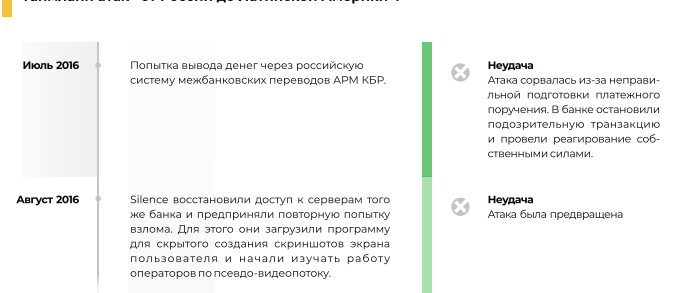 Июль 2016
Попытка вывода денег через российскую
систему межбанковских переводов АРМ КБР.
Неудача
Атака сорвалась из-за неправи-
льной подготовки платежного
поручения. В банке остановили
подозрительную транзакцию
и провели реагирование соб-
ственными силами.
Август 2016
Silence восстановили доступ к серверам того
же банка и предприняли повторную попытку
взлома. Для этого они загрузили программу
для скрытого создания скриншотов экрана
пользователя и начали изучать работу
операторов по псевдо-видеопотоку.
Неудача
Атака была предвращена